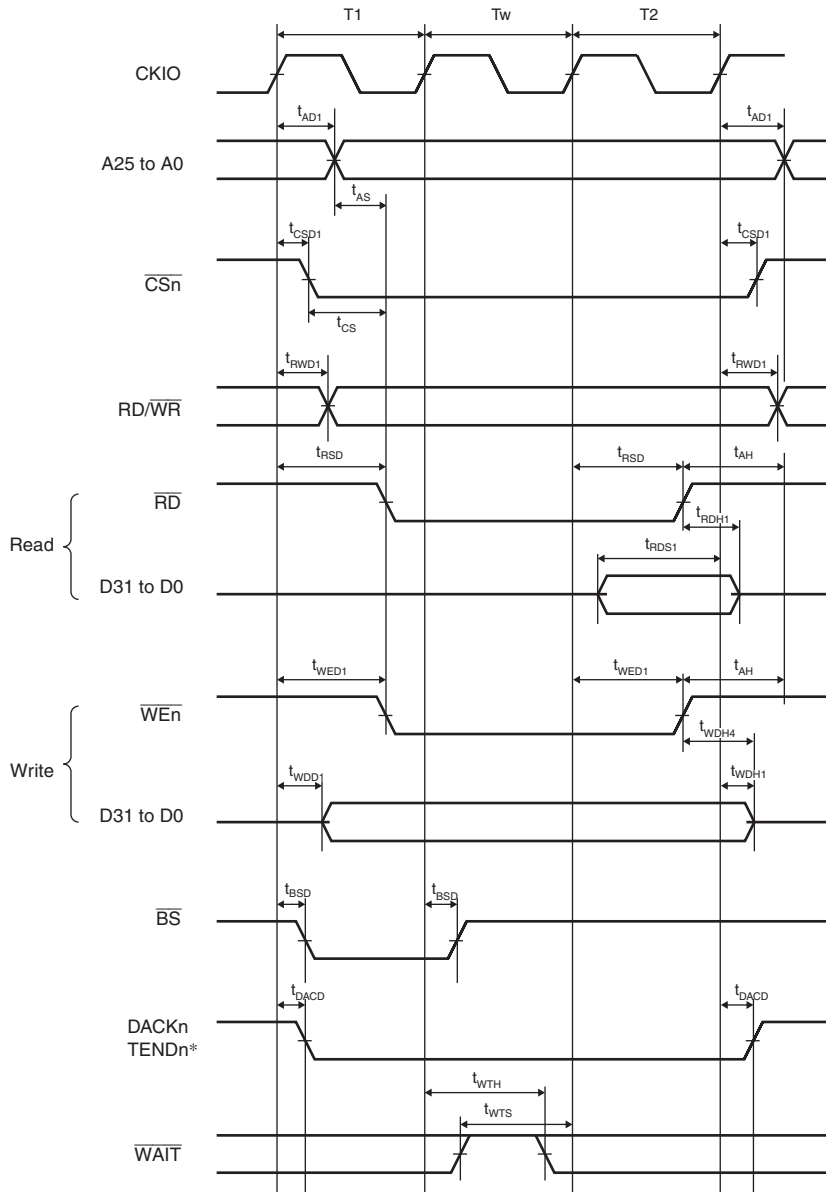 T1 Tw T2
CKIO
tAD1 tAD1
A25 to A0
tAS
tCSD1 tCSD1
CSn
tCS
tRWD1 tRWD1
RD/WR
tRSD tRSD tAH
RD
tRDH1
Read
tRDS1
D31 to D0
tWED1 tWED1 tAH
WEn
tWDH4
Write
tWDD1 tWDH1
D31 to D0
tBSD tBSD
BS
tDACD tDACD
DACKn
TENDn*
tWTH
tWTS
WAIT